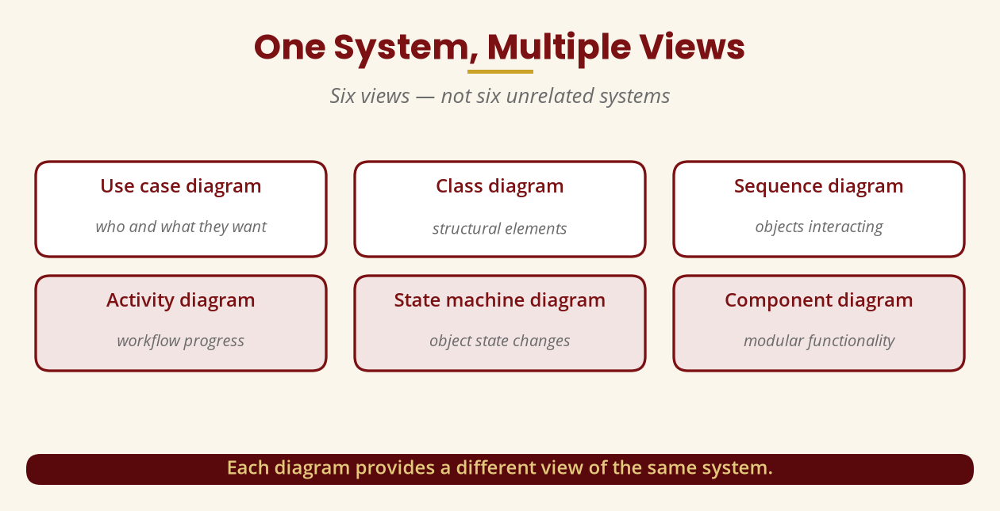 One System, Multiple Views
Six views — not six unrelated systems
Use case diagram
who and what they want
Class diagram
structural elements
Sequence diagram
objects interacting
Activity diagram
workflow progress
State machine diagram
object state changes
Component diagram
modular functionality
Each diagram provides a different view of the same system.